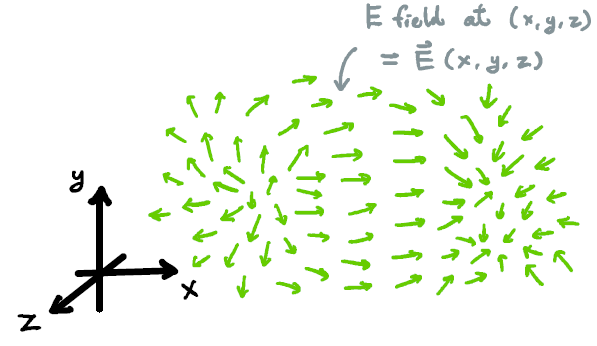 E field at (x,y,z)
= E⃗ (x,y,z)
y
x
z